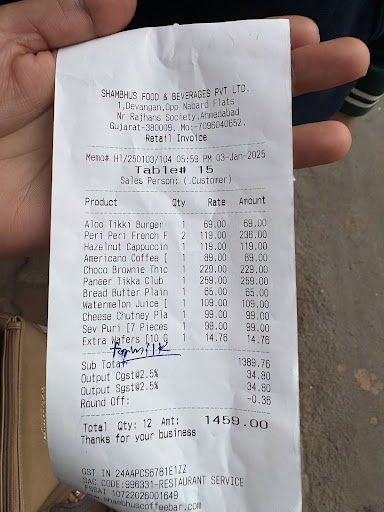 SHAMBHUS FOOD & BEVERAGES PVT LTD.
1,Devangan,Opp Nabard Flats
Nr Rajhans Society,Ahmedabad
Gujarat-380009. Mo:-7096040652.
Retail Invoice
Memo# H1/250103/104 05:59 PM 03-Jan-2025
Table# 15
Sales Person: (.Customer)
Product Qty Rate Amount
Aloo Tikki Burger 1 69.00 69.00
Peri Peri French F 2 119.00 238.00
Hazelnut Cappuccin 1 119.00 119.00
Americano Coffee [ 1 89.00 89.00
Choco Brownie Thic 1 229.00 229.00
Paneer Tikka Club 1 259.00 259.00
Bread Butter Plain 1 65.00 65.00
Watermelon Juice [ 1 109.00 109.00
Cheese Chutney Pla 1 99.00 99.00
Sev Puri [7 Pieces 1 99.00 99.00
Extra Wafers [10 G 1 14.76 14.76
Sub Total 1389.76
Output Cgst@2.5% 34.80
Output Sgst@2.5% 34.80
Round Off: -0.36
Total Qty: 12 Amt: 1459.00
Thanks for your business
GST IN 24AAPCS6781E1ZZ
SAC CODE:996331-RESTAURANT SERVICE
FSSAI 10722026001649
www.shambhuscoffeebar.com